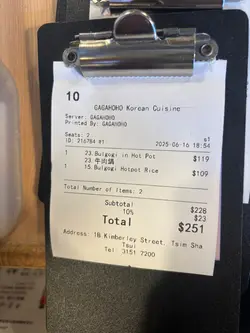 10
GAGAHOHO Korean Cuisine
Server: GAGAHOHO
Printed By: GAGAHOHO
Seats: 2 s1
ID: 216784 #1 2025-06-16 18:54
1 23.Bulgogi in Hot Pot $119
23.牛肉鍋
1 15.Bulgogi Hotpot Rice $109
Total Number of Items: 2
Subtotal $228
10% $23
Total $251
Address: 1B Kimberley Street, Tsim Sha
Tsui
Tel: 3151 7200